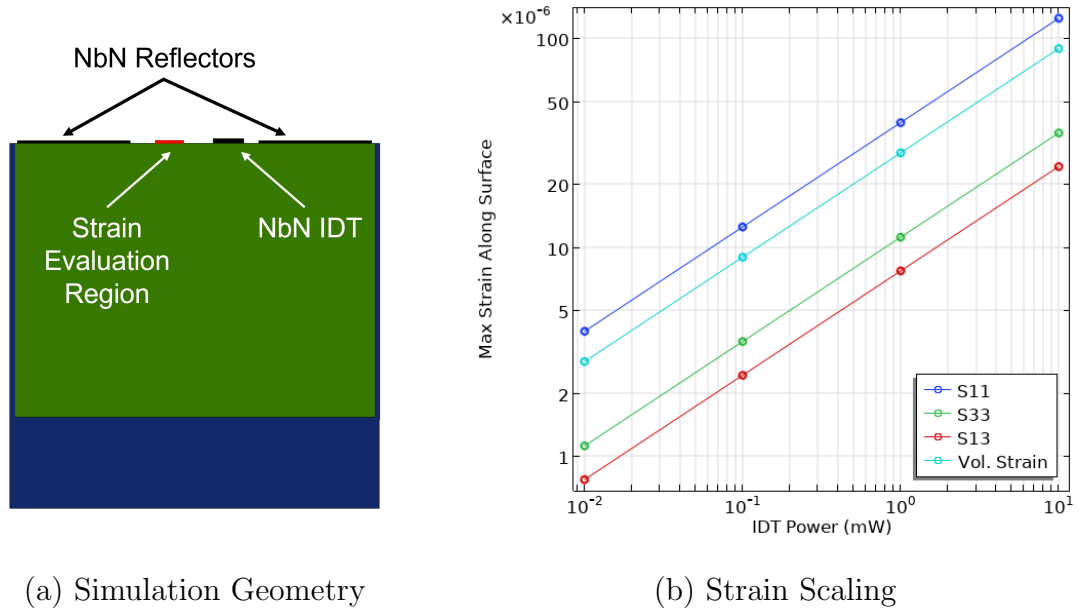 NbN Reflectors
Strain
Evaluation
Region
NbN IDT
(a) Simulation Geometry
×10⁻⁶
100
50
20
10
5
2
1
Max Strain Along Surface
S11
S33
S13
Vol. Strain
10⁻² 10⁻¹ 10⁰ 10¹
IDT Power (mW)
(b) Strain Scaling